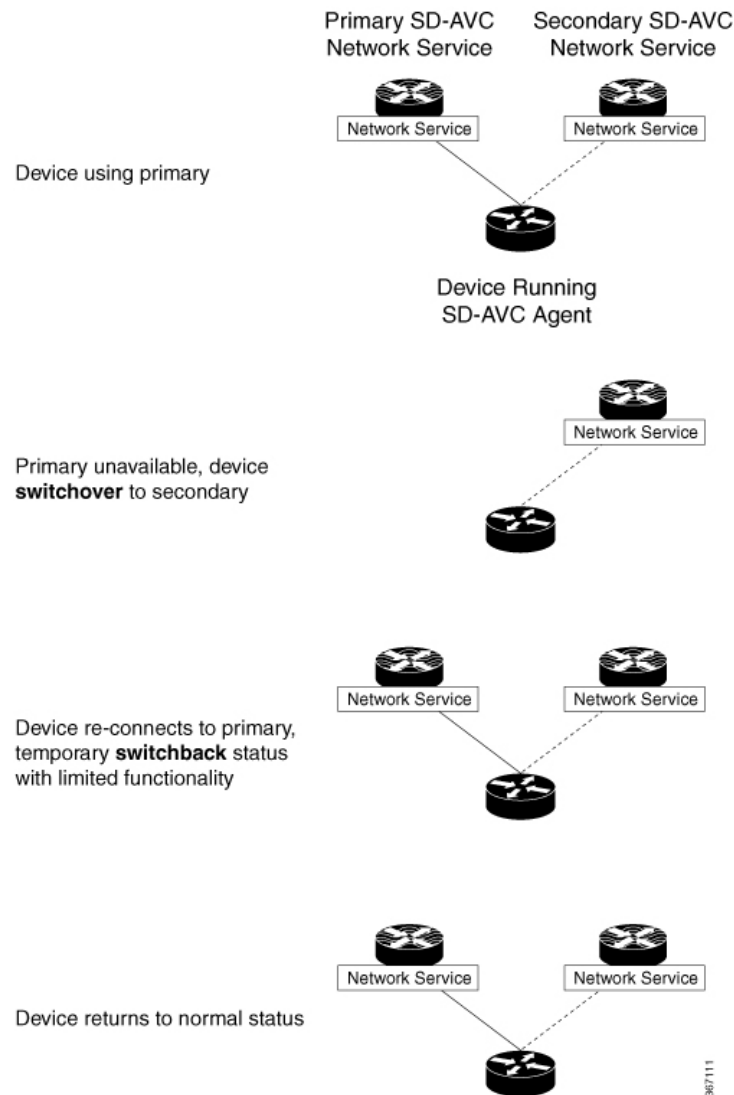 Primary SD-AVC
Network Service
Secondary SD-AVC
Network Service
Network Service
Network Service
Device using primary
Device Running
SD-AVC Agent
Network Service
Primary unavailable, device
switchover to secondary
Network Service
Network Service
Device re-connects to primary,
temporary switchback status
with limited functionality
Network Service
Network Service
Device returns to normal status
367111